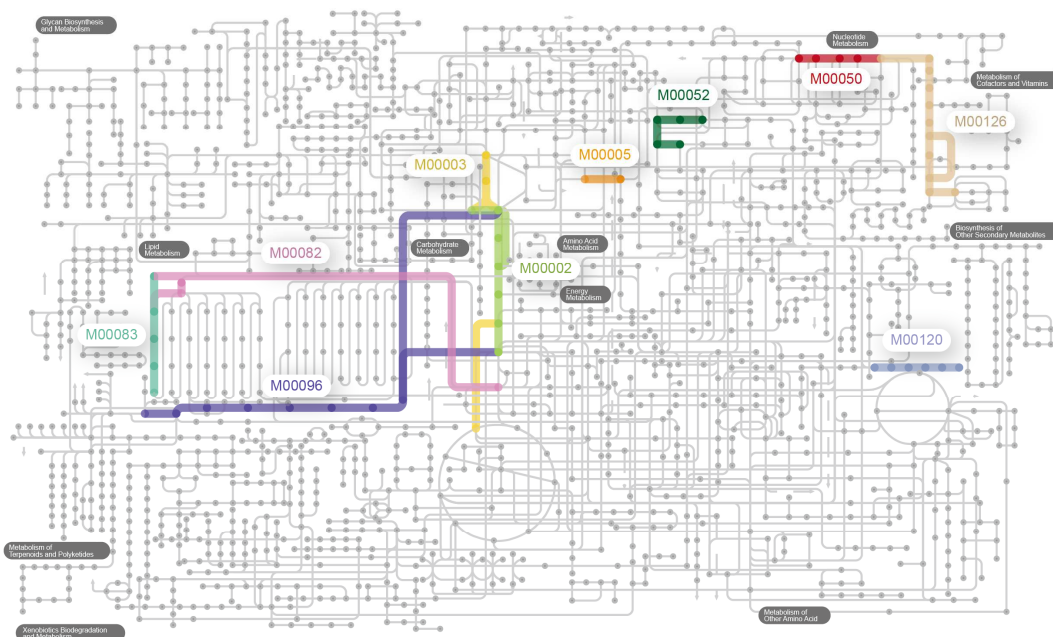 Glycan Biosynthesis
and Metabolism
Nucleotide
Metabolism
M00050
Metabolism of
Cofactors and Vitamins
M00052
M00126
M00003
M00005
Biosynthesis of
Other Secondary Metabolites
Lipid
Metabolism
M00082
Carbohydrate
Metabolism
Amino Acid
Metabolism
M00002
Energy
Metabolism
M00083
M00120
M00096
Metabolism of
Terpenoids and Polyketides
Metabolism of
Other Amino Acid
Xenobiotics Biodegradation
and Metabolism